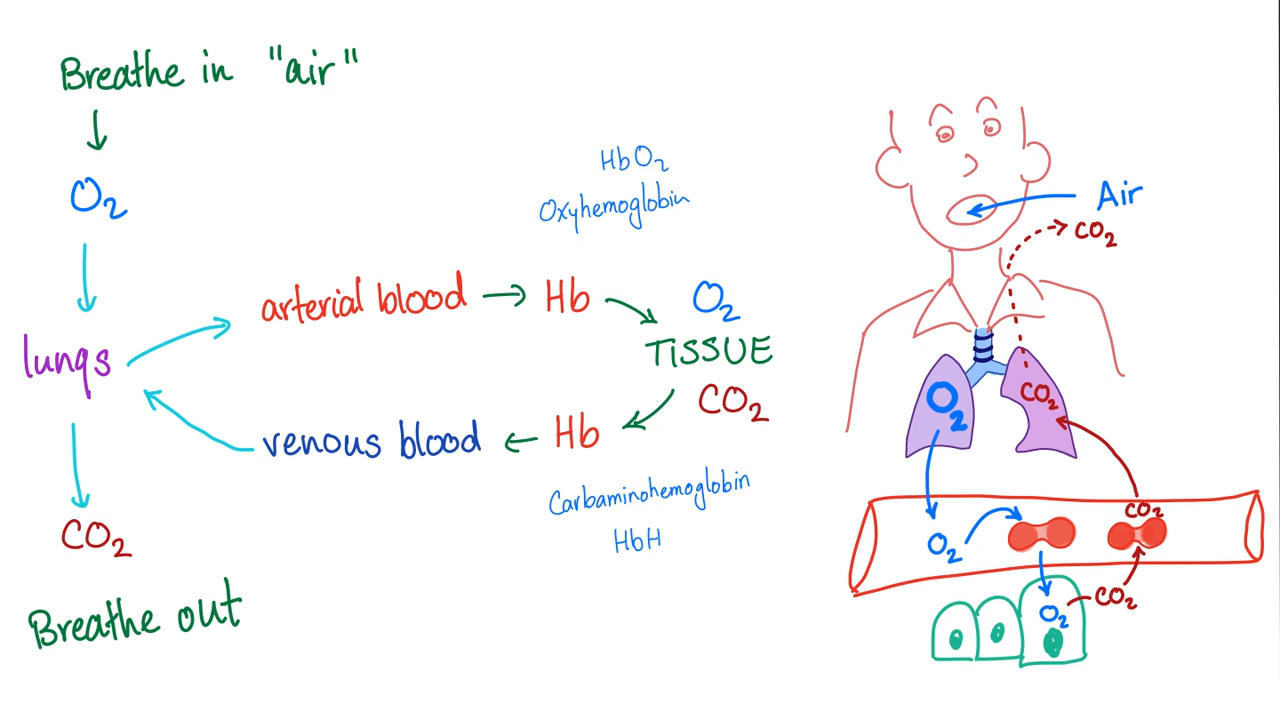 Breathe in "air"
O2
lungs
CO2
Breathe out
arterial blood → Hb
HbO2
Oxyhemoglobin
O2
TISSUE
CO2
venous blood ← Hb
Carbaminohemoglobin
HbH
Air
CO2
O2
CO2
O2
CO2
O2
CO2